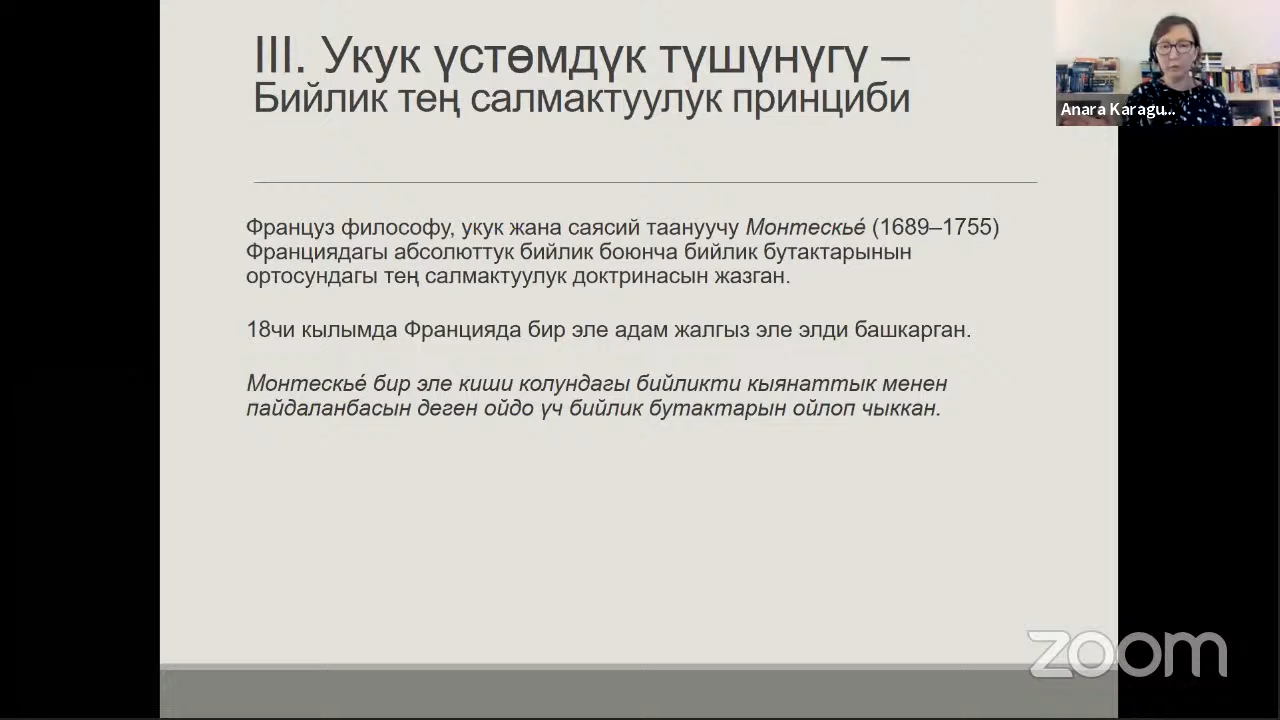 III. Укук үстөмдүк түшүнүгү –
Бийлик тең салмактуулук принциби
Anara Karagu...
Француз философу, укук жана саясий таануучу Монтескье́ (1689–1755)
Франциядагы абсолюттук бийлик боюнча бийлик бутактарынын
ортосундагы тең салмактуулук доктринасын жазган.
18чи кылымда Францияда бир эле адам жалгыз эле элди башкарган.
Монтескье́ бир эле киши колундагы бийликти кыянаттык менен
пайдаланбасын деген ойдо үч бийлик бутактарын ойлоп чыккан.
zoom